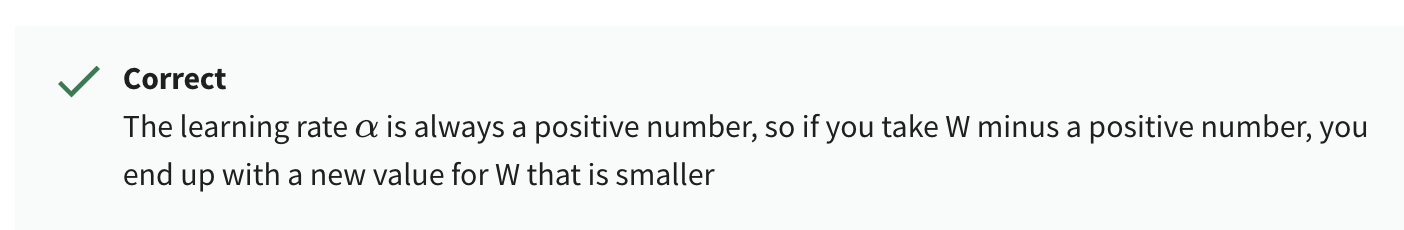 Correct
The learning rate α is always a positive number, so if you take W minus a positive number, you
end up with a new value for W that is smaller